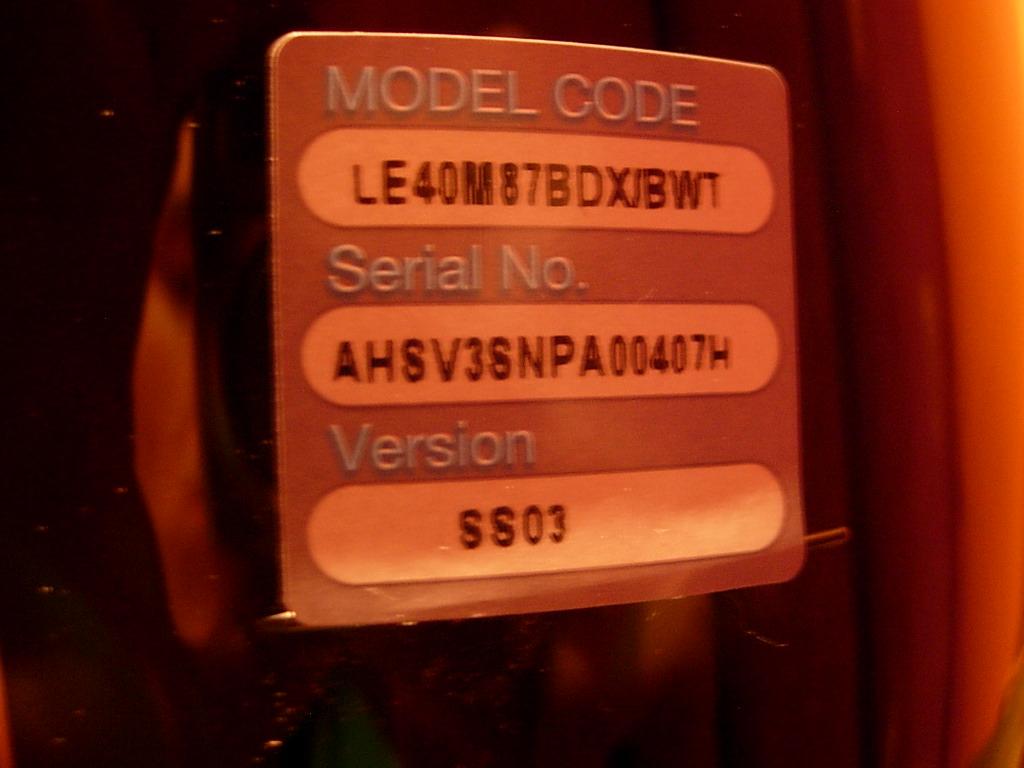 MODEL CODE
LE40M87BDX/BWT
Serial No.
AHSV3SNPA00407H
Version
SS03